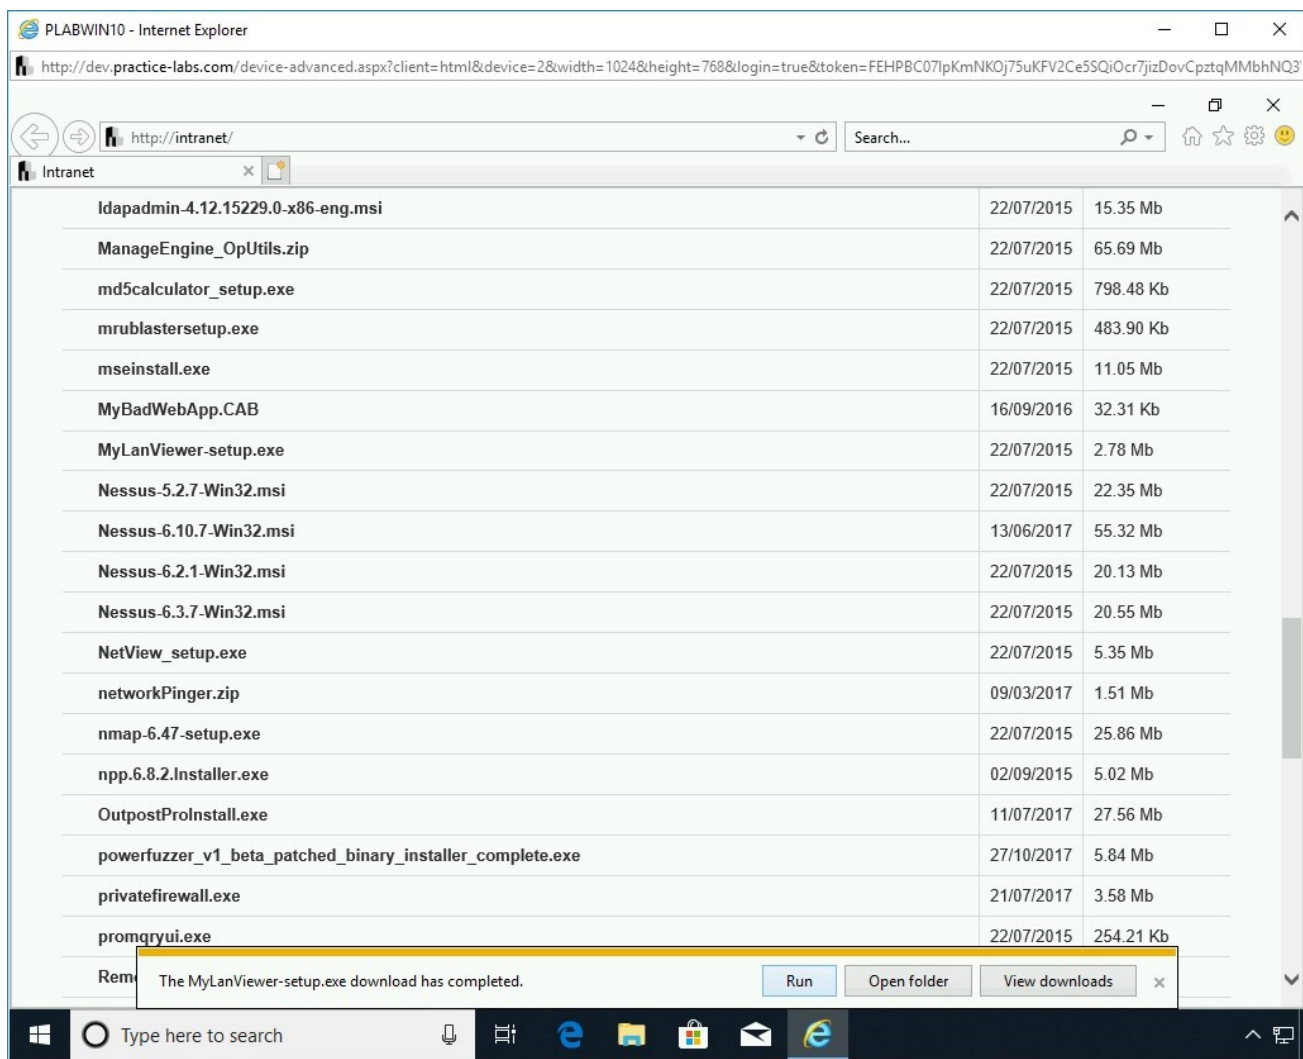 PLABWIN10 - Internet Explorer
http://dev.practice-labs.com/device-advanced.aspx?client=html&device=2&width=1024&height=768&login=true&token=FEHPBC07IpKmNKOj75uKFV2Ce5SQiOcr7jizDovCpztqMMbhNQ3
http://intranet/ Search...
Intranet
ldapadmin-4.12.15229.0-x86-eng.msi 22/07/2015 15.35 Mb
ManageEngine_OpUtils.zip 22/07/2015 65.69 Mb
md5calculator_setup.exe 22/07/2015 798.48 Kb
mrublastersetup.exe 22/07/2015 483.90 Kb
mseinstall.exe 22/07/2015 11.05 Mb
MyBadWebApp.CAB 16/09/2016 32.31 Kb
MyLanViewer-setup.exe 22/07/2015 2.78 Mb
Nessus-5.2.7-Win32.msi 22/07/2015 22.35 Mb
Nessus-6.10.7-Win32.msi 13/06/2017 55.32 Mb
Nessus-6.2.1-Win32.msi 22/07/2015 20.13 Mb
Nessus-6.3.7-Win32.msi 22/07/2015 20.55 Mb
NetView_setup.exe 22/07/2015 5.35 Mb
networkPinger.zip 09/03/2017 1.51 Mb
nmap-6.47-setup.exe 22/07/2015 25.86 Mb
npp.6.8.2.Installer.exe 02/09/2015 5.02 Mb
OutpostProInstall.exe 11/07/2017 27.56 Mb
powerfuzzer_v1_beta_patched_binary_installer_complete.exe 27/10/2017 5.84 Mb
privatefirewall.exe 21/07/2017 3.58 Mb
promqryui.exe 22/07/2015 254.21 Kb
Rem
The MyLanViewer-setup.exe download has completed. Run Open folder View downloads
Type here to search